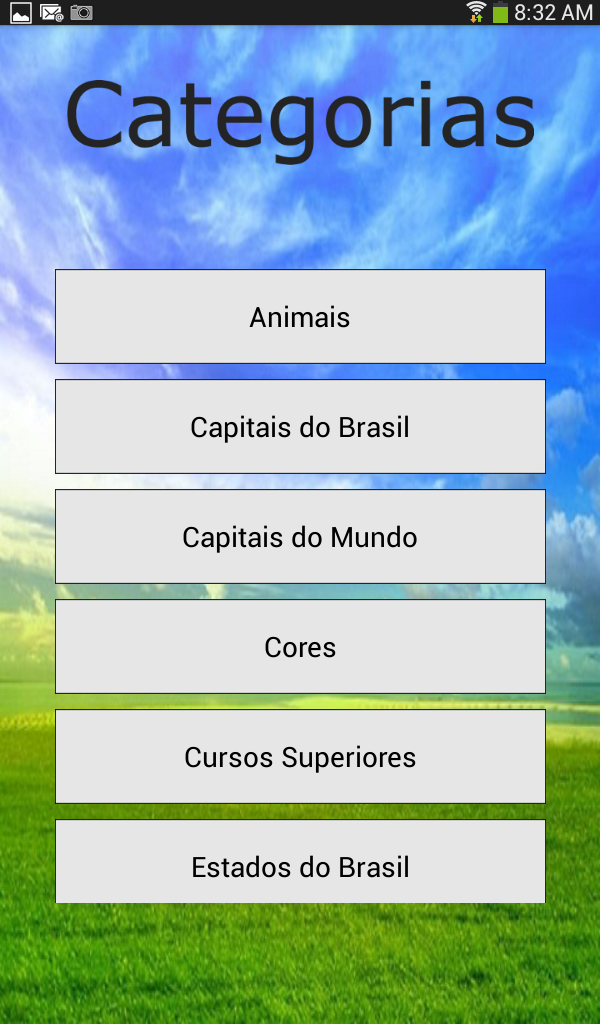 8:32 AM
Categorias
Animais
Capitais do Brasil
Capitais do Mundo
Cores
Cursos Superiores
Estados do Brasil